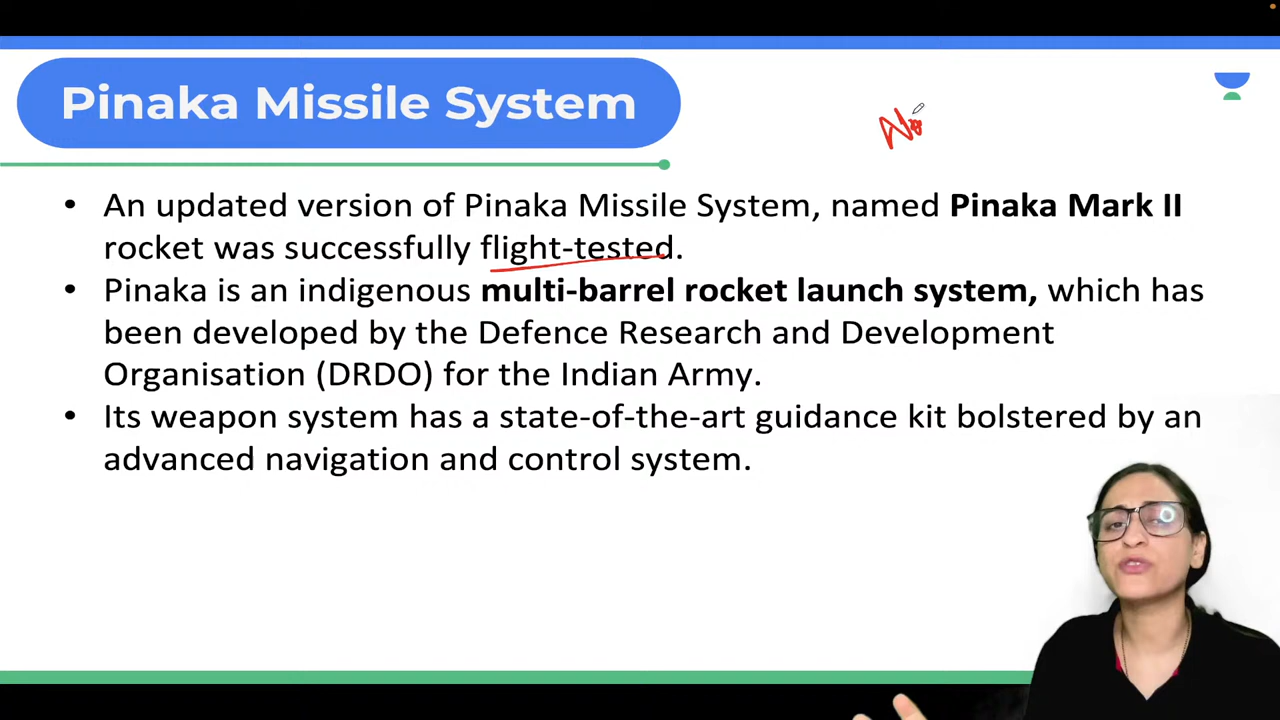 Pinaka Missile System
• An updated version of Pinaka Missile System, named Pinaka Mark II
rocket was successfully flight-tested.
• Pinaka is an indigenous multi-barrel rocket launch system, which has
been developed by the Defence Research and Development
Organisation (DRDO) for the Indian Army.
• Its weapon system has a state-of-the-art guidance kit bolstered by an
advanced navigation and control system.